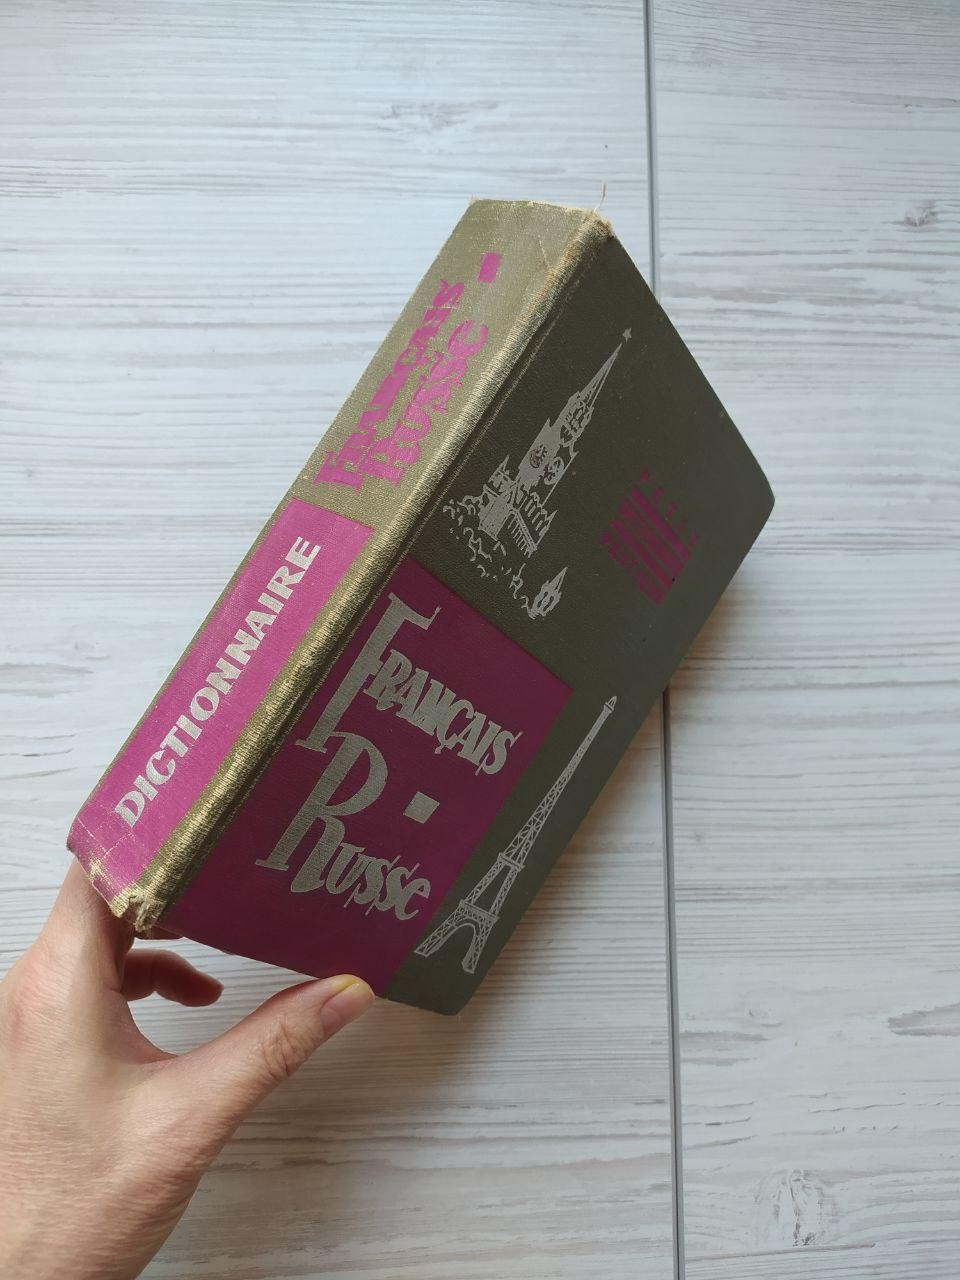 DICTIONNAIRE
FRANÇAIS-
RUSSE
FRANÇAIS
RUSSE